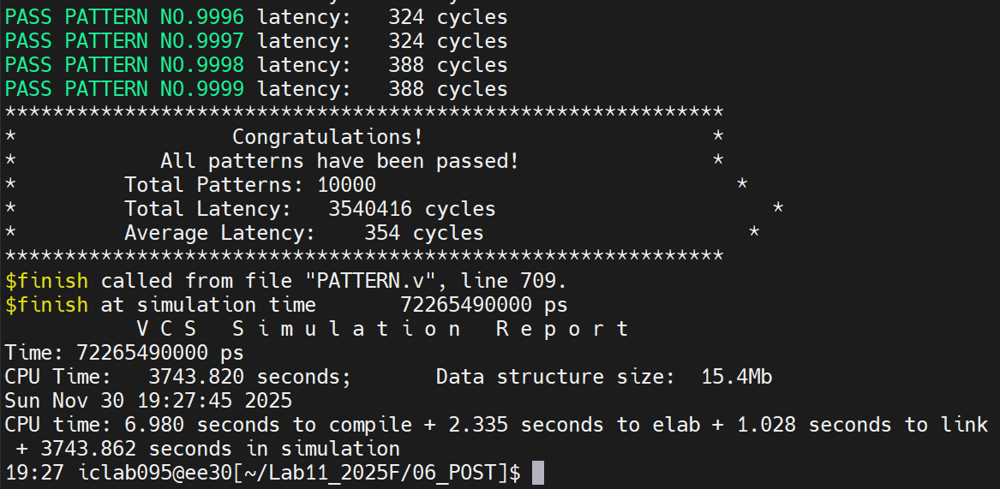 PASS PATTERN NO.9996 latency:   324 cycles
PASS PATTERN NO.9997 latency:   324 cycles
PASS PATTERN NO.9998 latency:   388 cycles
PASS PATTERN NO.9999 latency:   388 cycles
************************************************************
*                  Congratulations!                        *
*            All patterns have been passed!                *
*         Total Patterns: 10000                              *
*         Total Latency:   3540416 cycles                       *
*         Average Latency:    354 cycles                      *
************************************************************
$finish called from file "PATTERN.v", line 709.
$finish at simulation time       72265490000 ps
           V C S   S i m u l a t i o n   R e p o r t
Time: 72265490000 ps
CPU Time:   3743.820 seconds;       Data structure size:  15.4Mb
Sun Nov 30 19:27:45 2025
CPU time: 6.980 seconds to compile + 2.335 seconds to elab + 1.028 seconds to link
 + 3743.862 seconds in simulation
19:27 iclab095@ee30[~/Lab11_2025F/06_POST]$